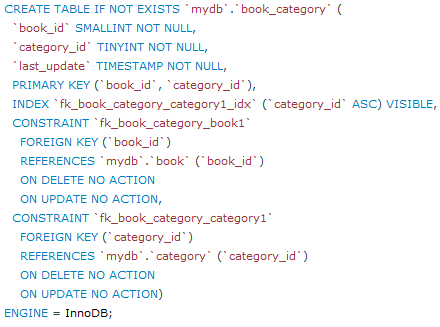 CREATE TABLE IF NOT EXISTS `mydb`.`book_category` (
`book_id` SMALLINT NOT NULL,
`category_id` TINYINT NOT NULL,
`last_update` TIMESTAMP NOT NULL,
PRIMARY KEY (`book_id`, `category_id`),
INDEX `fk_book_category_category1_idx` (`category_id` ASC) VISIBLE,
CONSTRAINT `fk_book_category_book1`
FOREIGN KEY (`book_id`)
REFERENCES `mydb`.`book` (`book_id`)
ON DELETE NO ACTION
ON UPDATE NO ACTION,
CONSTRAINT `fk_book_category_category1`
FOREIGN KEY (`category_id`)
REFERENCES `mydb`.`category` (`category_id`)
ON DELETE NO ACTION
ON UPDATE NO ACTION)
ENGINE = InnoDB;